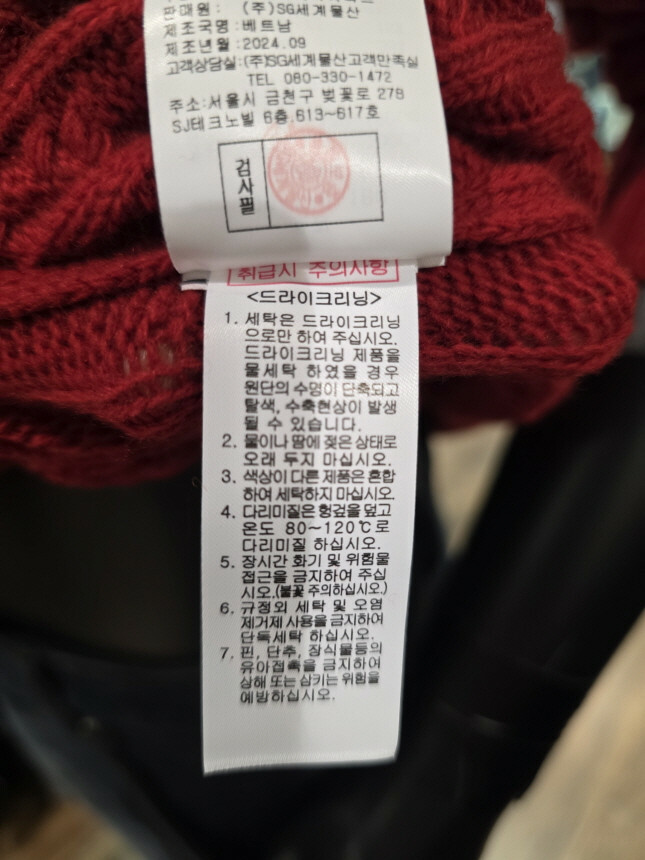 판매원 : (주)SG세계물산
제조국명 : 베트남
제조년월 : 2024.09
고객상담실:(주)SG세계물산고객만족실
TEL 080-330-1472
주소:서울시 금천구 벚꽃로 278
SJ테크노빌 6층,613~617호
검사필
취급시 주의사항
<드라이크리닝>
1. 세탁은 드라이크리닝
으로만 하여 주십시오.
드라이크리닝 제품을
물세탁 하였을 경우
원단의 수명이 단축되고
탈색, 수축현상이 발생
될 수 있습니다.
2. 물이나 땀에 젖은 상태로
오래 두지 마십시오.
3. 색상이 다른 제품은 혼합
하여 세탁하지 마십시오.
4. 다리미질은 헝겊을 덮고
온도 80~120℃로
다리미질 하십시오.
5. 장시간 화기 및 위험물
접근을 금지하여 주십
시오.(불꽃 주의하십시오.)
6. 규정외 세탁 및 오염
제거제 사용을 금지하여
단독세탁 하십시오.
7. 핀, 단추, 장식물등의
유아접촉을 금지하여
상해 또는 삼키는 위험을
예방하십시오.